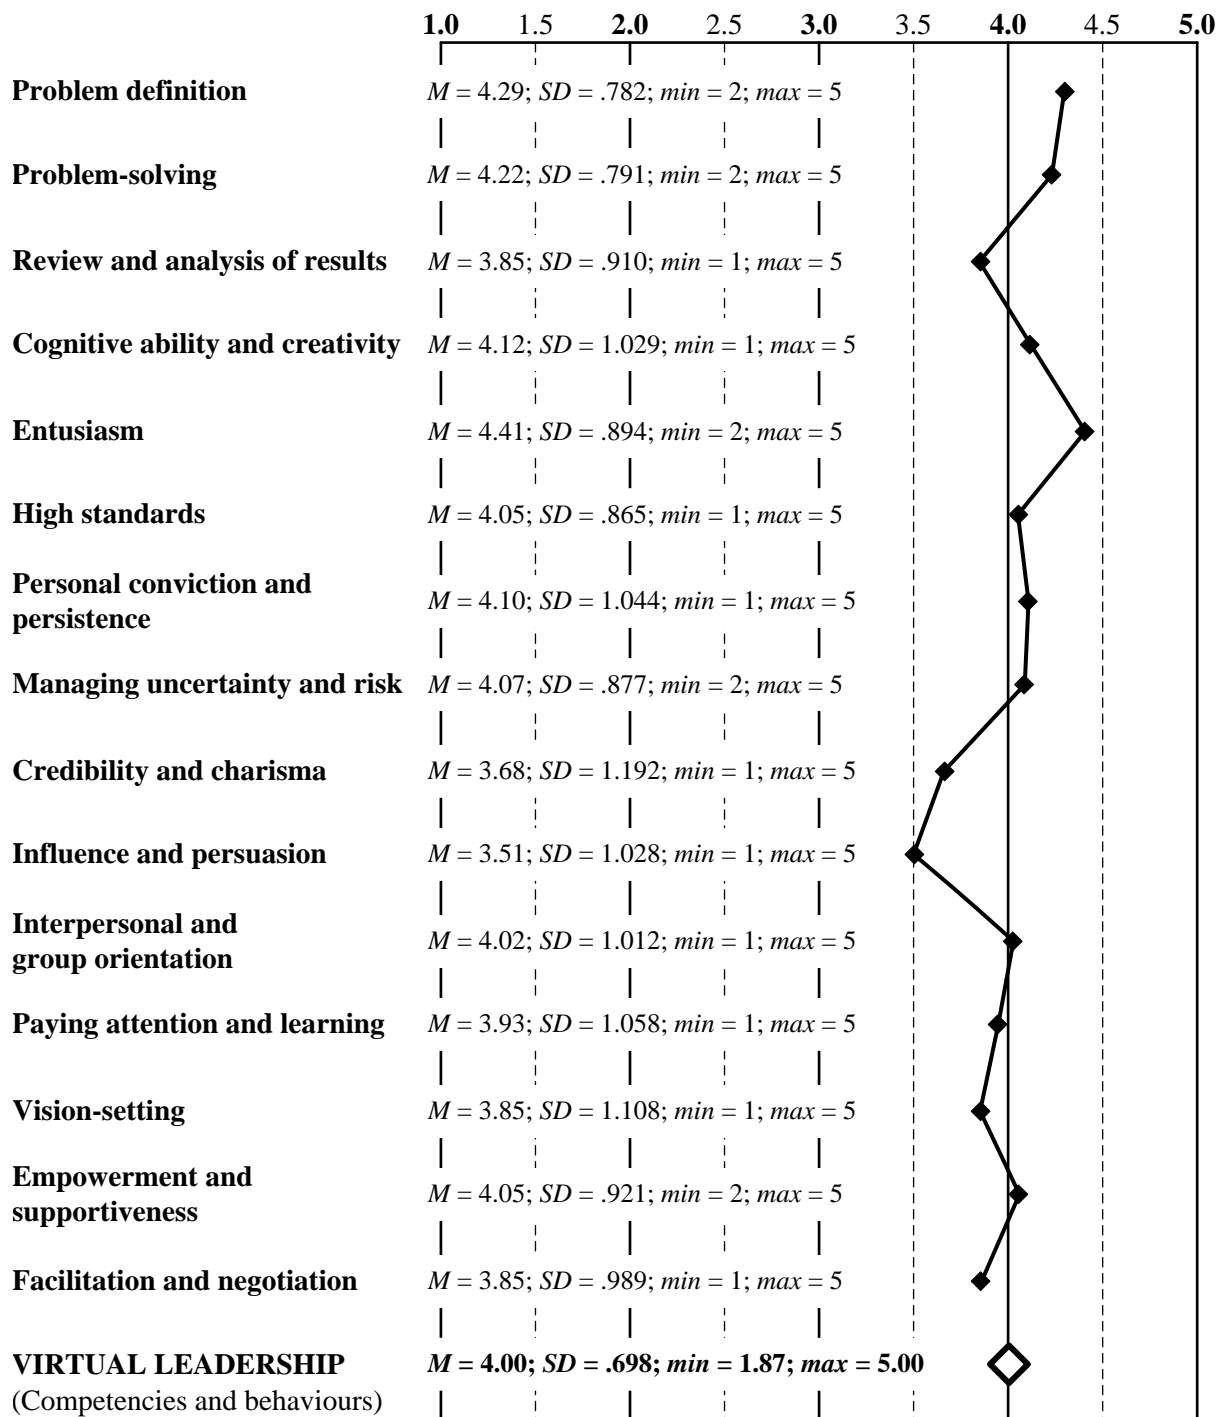 1.0 1.5 2.0 2.5 3.0 3.5 4.0 4.5 5.0
Problem definition M = 4.29; SD = .782; min = 2; max = 5
Problem-solving M = 4.22; SD = .791; min = 2; max = 5
Review and analysis of results M = 3.85; SD = .910; min = 1; max = 5
Cognitive ability and creativity M = 4.12; SD = 1.029; min = 1; max = 5
Entusiasm M = 4.41; SD = .894; min = 2; max = 5
High standards M = 4.05; SD = .865; min = 1; max = 5
Personal conviction and
persistence M = 4.10; SD = 1.044; min = 1; max = 5
Managing uncertainty and risk M = 4.07; SD = .877; min = 2; max = 5
Credibility and charisma M = 3.68; SD = 1.192; min = 1; max = 5
Influence and persuasion M = 3.51; SD = 1.028; min = 1; max = 5
Interpersonal and
group orientation M = 4.02; SD = 1.012; min = 1; max = 5
Paying attention and learning M = 3.93; SD = 1.058; min = 1; max = 5
Vision-setting M = 3.85; SD = 1.108; min = 1; max = 5
Empowerment and
supportiveness M = 4.05; SD = .921; min = 2; max = 5
Facilitation and negotiation M = 3.85; SD = .989; min = 1; max = 5
VIRTUAL LEADERSHIP M = 4.00; SD = .698; min = 1.87; max = 5.00
(Competencies and behaviours)